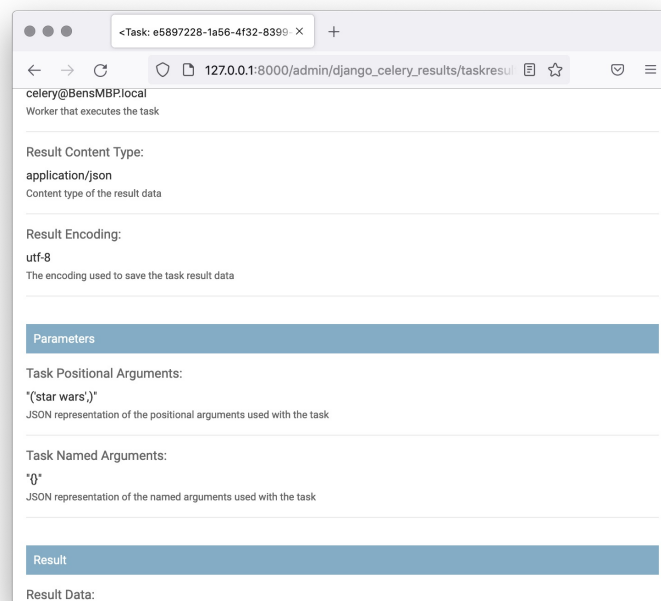 <Task: e5897228-1a56-4f32-8399-
127.0.0.1:8000/admin/django_celery_results/taskresul
celery@BensMBP.local
Worker that executes the task
Result Content Type:
application/json
Content type of the result data
Result Encoding:
utf-8
The encoding used to save the task result data
Parameters
Task Positional Arguments:
"('star wars',)"
JSON representation of the positional arguments used with the task
Task Named Arguments:
"{}"
JSON representation of the named arguments used with the task
Result
Result Data: